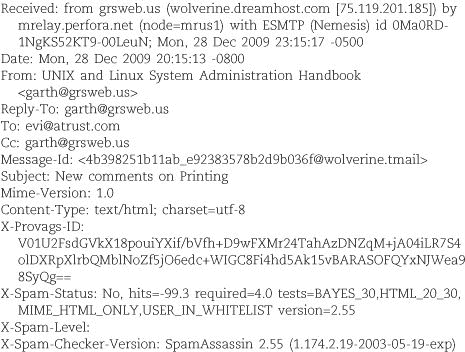 Received: from grsweb.us (wolverine.dreamhost.com [75.119.201.185]) by
mrelay.perfora.net (node=mrus1) with ESMTP (Nemesis) id 0Ma0RD-
1NgKS52KT9-00LeuN; Mon, 28 Dec 2009 23:15:17 -0500
Date: Mon, 28 Dec 2009 20:15:13 -0800
From: UNIX and Linux System Administration Handbook
<garth@grsweb.us>
Reply-To: garth@grsweb.us
To: evi@atrust.com
Cc: garth@grsweb.us
Message-Id: <4b398251b11ab_e92383578b2d9b036f@wolverine.tmail>
Subject: New comments on Printing
Mime-Version: 1.0
Content-Type: text/html; charset=utf-8
X-Provags-ID:
V01U2FsdGVkX18pouiYXif/bVfh+D9wFXMr24TahAzDNZqM+jA04iLR7S4
olDXRpXlrbQMblNoZf5jO6edc+WIGC8Fi4hd5Ak15vBARASOFQYxNJWea9
8SyQg==
X-Spam-Status: No, hits=-99.3 required=4.0 tests=BAYES_30,HTML_20_30,
MIME_HTML_ONLY,USER_IN_WHITELIST version=2.55
X-Spam-Level:
X-Spam-Checker-Version: SpamAssassin 2.55 (1.174.2.19-2003-05-19-exp)